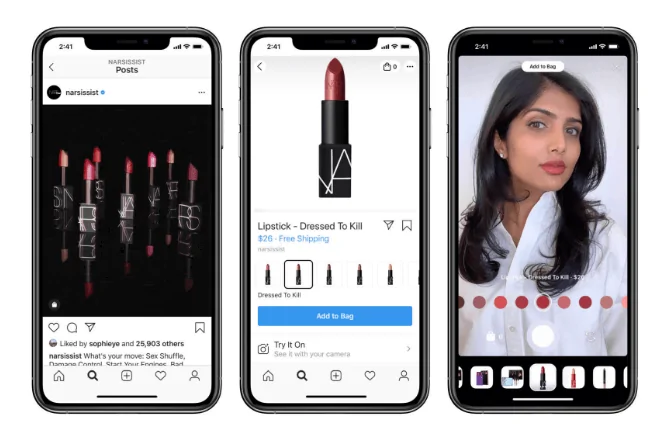 2:41
NARSISSIST
Posts
narsissist
Liked by sophieye and 25,903 others
narsissist What's your move: Sex Shuffle,
Damage Control, Start Your Engines, Bad
2:41
0
NARS
Lipstick - Dressed To Kill
$26 · Free Shipping
narsissist
Dressed To Kill
Add to Bag
Try It On
See it with your camera
2:41
Add to Bag
Lipstick - Dressed To Kill · $26